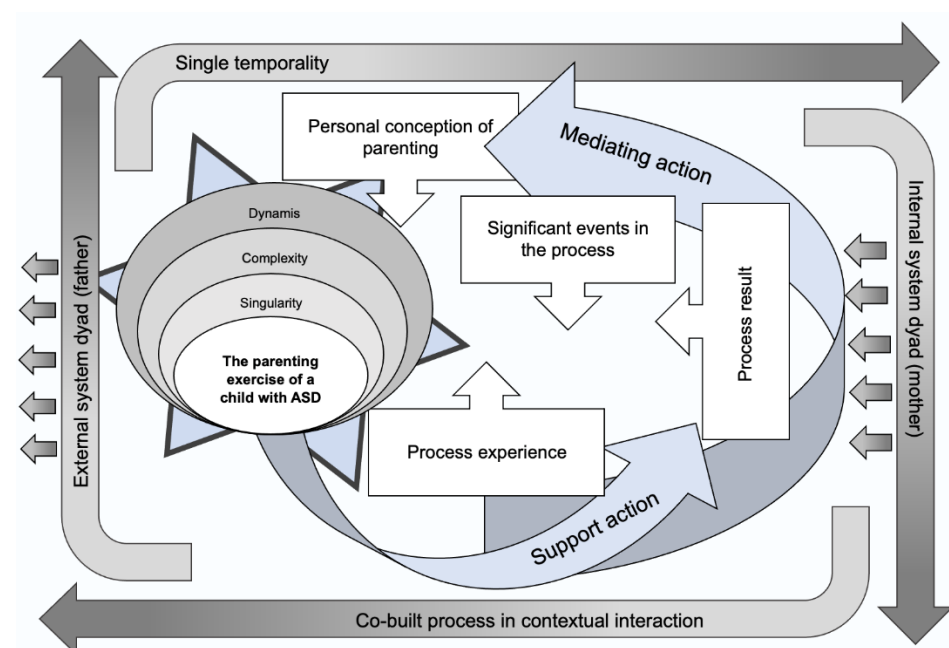 Single temporality
Personal conception of
parenting
Mediating action
Dynamis
Complexity
Singularity
The parenting
exercise of a
child with ASD
Significant events in
the process
Process result
Process experience
Support action
External system dyad (father)
Internal system dyad (mother)
Co-built process in contextual interaction